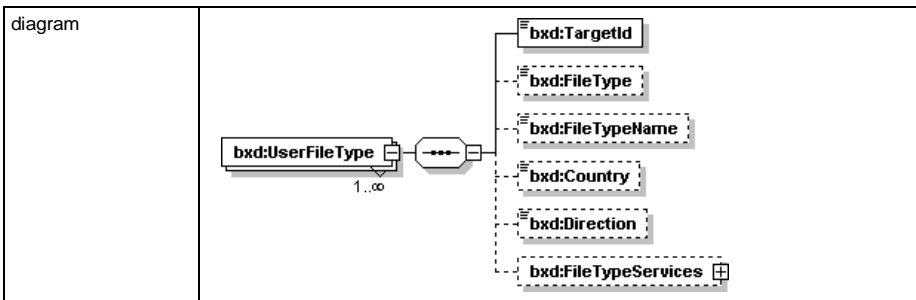 diagram
bxd:TargetId
bxd:FileType
bxd:FileTypeName
bxd:UserFileType
1..∞
bxd:Country
bxd:Direction
bxd:FileTypeServices